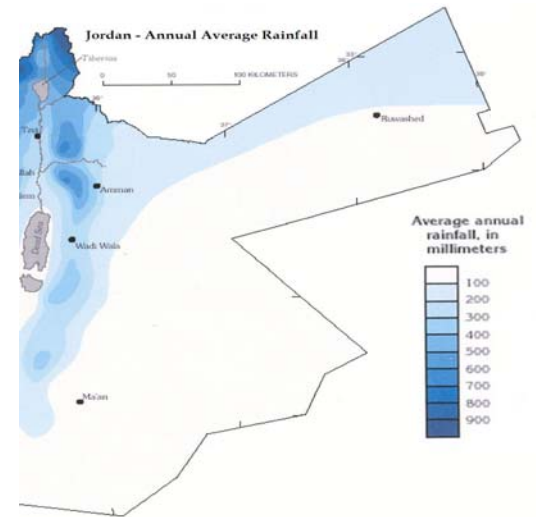 Jordan - Annual Average Rainfall
Tiberias
0 50 100 KILOMETERS
Ruwashed
Amman
Dead Sea
Wadi Wala
Ma'an
Average annual
rainfall, in
millimeters
100
200
300
400
500
600
700
800
900